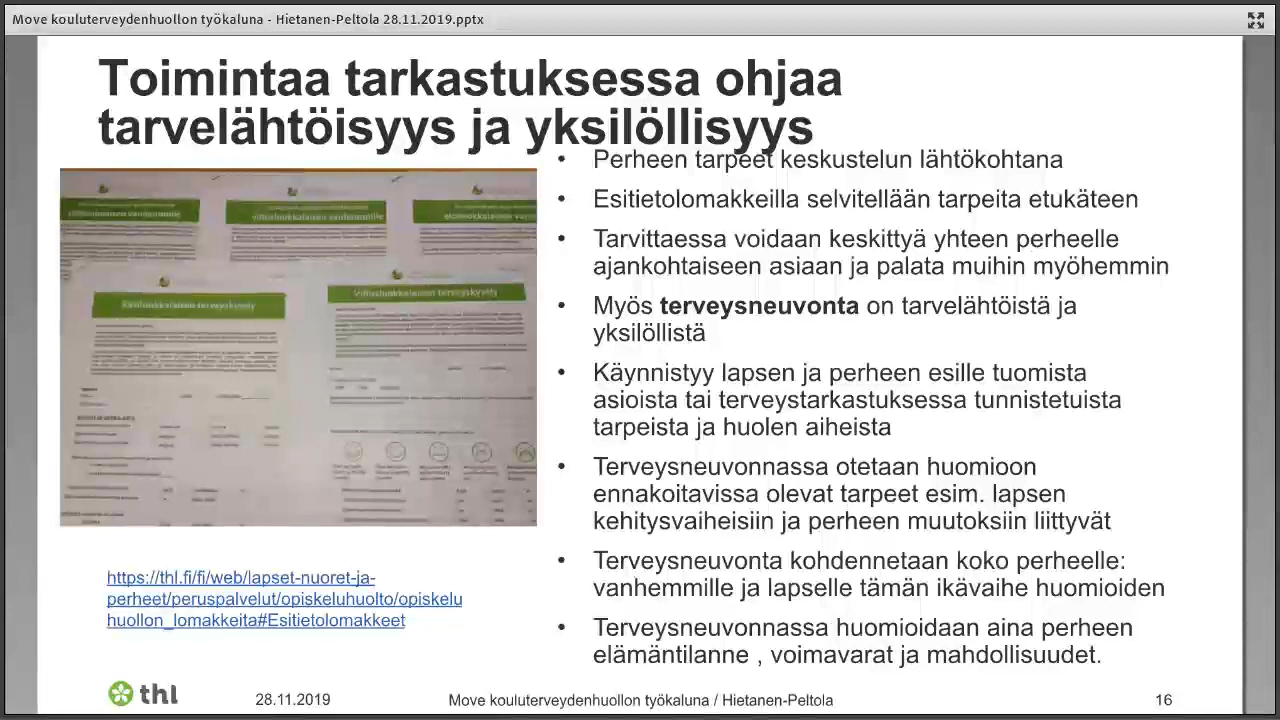 Move kouluterveydenhuollon työkaluna - Hietanen-Peltola 28.11.2019.pptx
Toimintaa tarkastuksessa ohjaa
tarvelähtöisyys ja yksilöllisyys
• Perheen tarpeet keskustelun lähtökohtana
• Esitietolomakkeilla selvitellään tarpeita etukäteen
• Tarvittaessa voidaan keskittyä yhteen perheelle
ajankohtaiseen asiaan ja palata muihin myöhemmin
• Myös terveysneuvonta on tarvelähtöistä ja
yksilöllistä
• Käynnistyy lapsen ja perheen esille tuomista
asioista tai terveystarkastuksessa tunnistetuista
tarpeista ja huolen aiheista
• Terveysneuvonnassa otetaan huomioon
ennakoitavissa olevat tarpeet esim. lapsen
kehitysvaiheisiin ja perheen muutoksiin liittyvät
• Terveysneuvonta kohdennetaan koko perheelle:
vanhemmille ja lapselle tämän ikävaihe huomioiden
• Terveysneuvonnassa huomioidaan aina perheen
elämäntilanne , voimavarat ja mahdollisuudet.
https://thl.fi/fi/web/lapset-nuoret-ja-
perheet/peruspalvelut/opiskeluhuolto/opiskelu
huollon_lomakkeita#Esitietolomakkeet
thl
28.11.2019
Move kouluterveydenhuollon työkaluna / Hietanen-Peltola
16